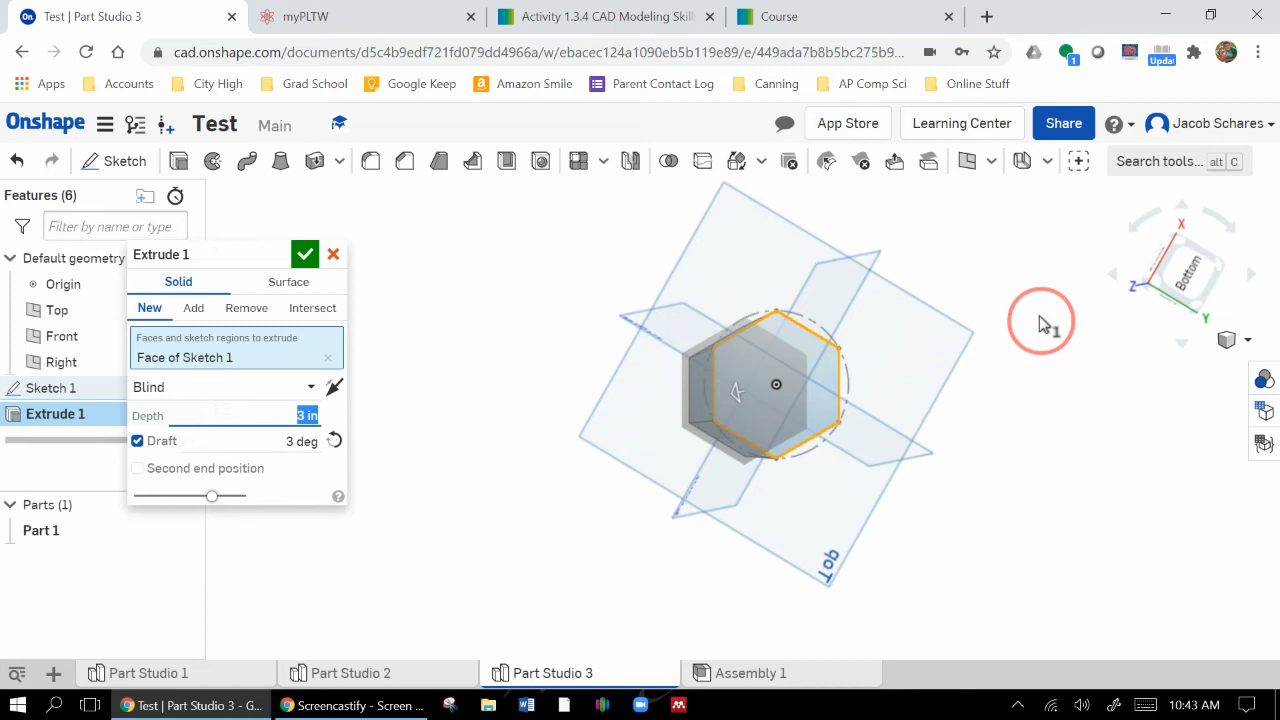 Test | Part Studio 3
myPLTW
Activity 1.3.4 CAD Modeling Skill
Course
cad.onshape.com/documents/d5c4b9edf721fd079dd4966a/w/ebacec124a1090eb5b119e89/e/449ada7b8b5bc275b9...
1
Updat
Apps
Accounts
City High
Grad School
Google Keep
Amazon Smile
Parent Contact Log
Canning
AP Comp Sci
Online Stuff
Onshape
Test
Main
App Store
Learning Center
Share
Jacob Schares
Sketch
Search tools...
alt
C
Features (6)
Filter by name or type
Default geometry
Origin
Top
Front
Right
Sketch 1
Extrude 1
Extrude 1
Solid
Surface
New
Add
Remove
Intersect
Faces and sketch regions to extrude
Face of Sketch 1
Blind
Depth
3 in
Draft
3 deg
Second end position
Parts (1)
Part 1
Top
X
Bottom
Z
Y
1
Part Studio 1
Part Studio 2
Part Studio 3
Assembly 1
Test | Part Studio 3 - G...
Screencastify - Screen ...
10:43 AM